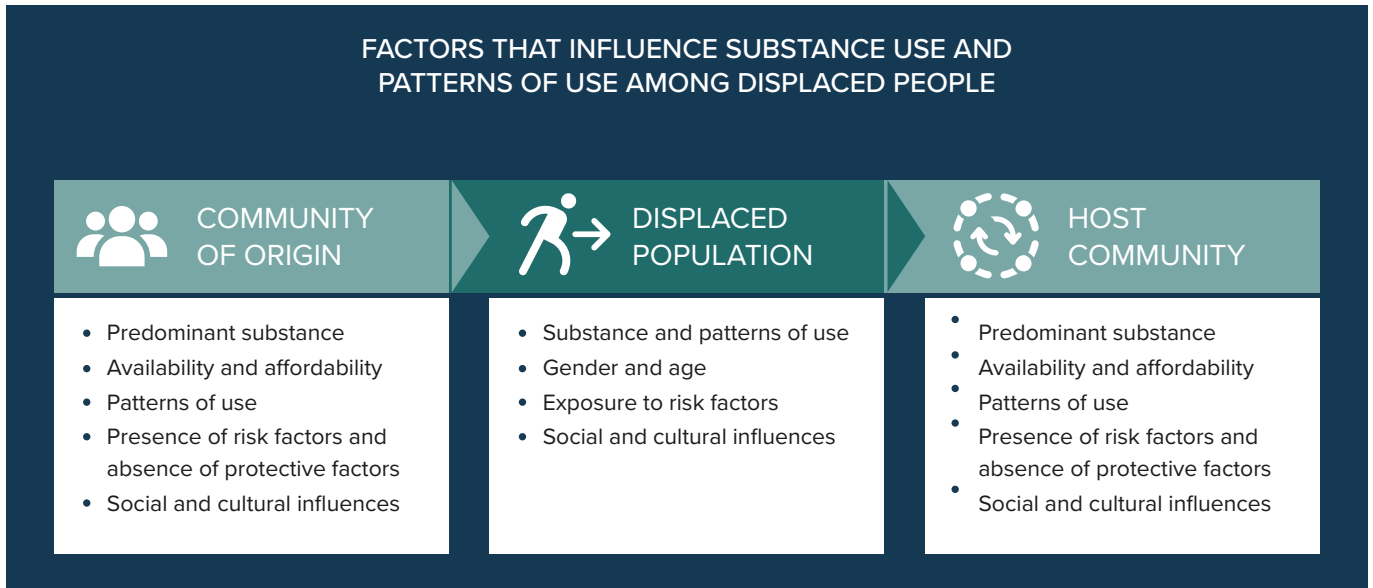 FACTORS THAT INFLUENCE SUBSTANCE USE AND
PATTERNS OF USE AMONG DISPLACED PEOPLE
COMMUNITY
OF ORIGIN
• Predominant substance
• Availability and affordability
• Patterns of use
• Presence of risk factors and
absence of protective factors
• Social and cultural influences
DISPLACED
POPULATION
• Substance and patterns of use
• Gender and age
• Exposure to risk factors
• Social and cultural influences
HOST
COMMUNITY
• Predominant substance
• Availability and affordability
• Patterns of use
• Presence of risk factors and
absence of protective factors
• Social and cultural influences